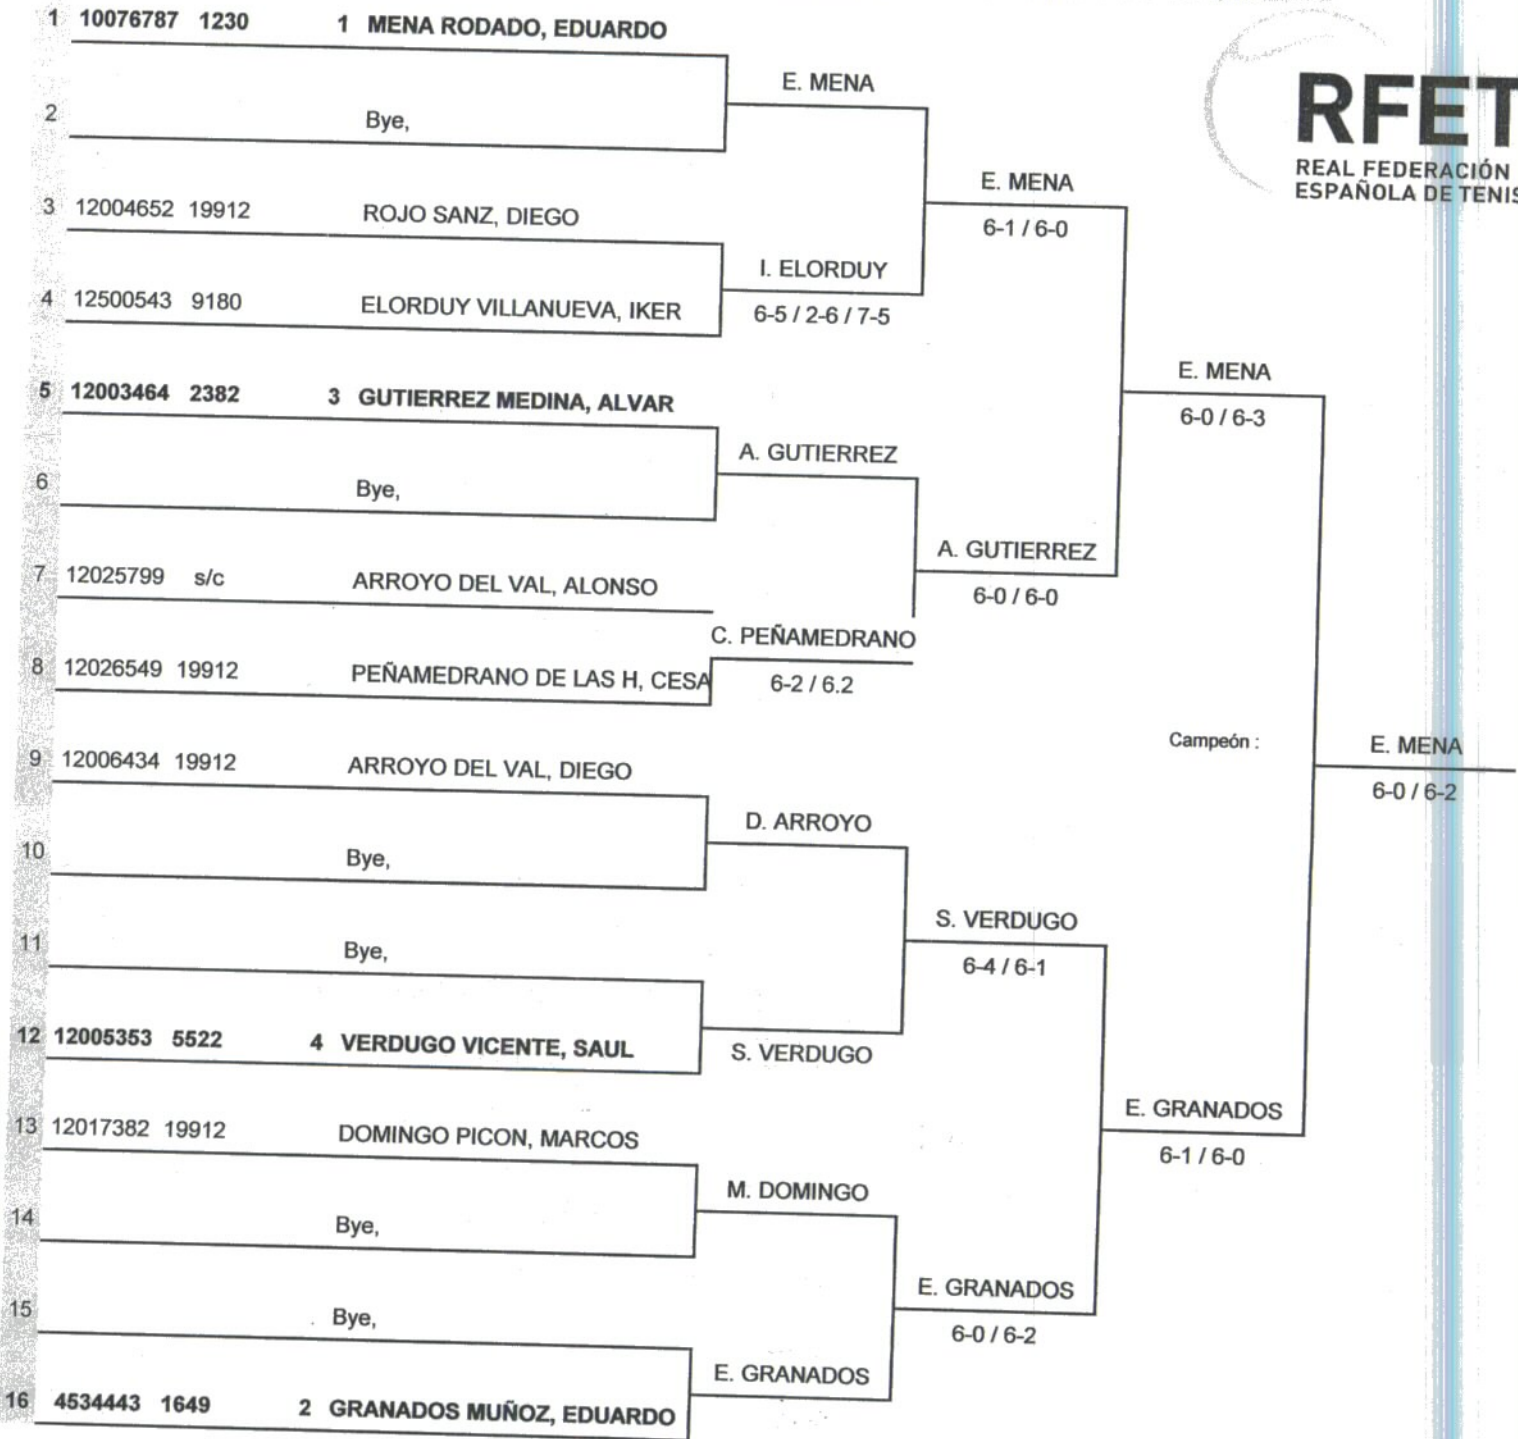 1 10076787 1230 1 MENA RODADO, EDUARDO
E. MENA
2 Bye,
RFET
REAL FEDERACIÓN
ESPAÑOLA DE TENIS
E. MENA
6-1 / 6-0
3 12004652 19912 ROJO SANZ, DIEGO
I. ELORDUY
6-5 / 2-6 / 7-5
4 12500543 9180 ELORDUY VILLANUEVA, IKER
E. MENA
6-0 / 6-3
5 12003464 2382 3 GUTIERREZ MEDINA, ALVAR
A. GUTIERREZ
6 Bye,
A. GUTIERREZ
6-0 / 6-0
7 12025799 s/c ARROYO DEL VAL, ALONSO
C. PEÑAMEDRANO
6-2 / 6.2
8 12026549 19912 PEÑAMEDRANO DE LAS H, CESA
Campeón : E. MENA
6-0 / 6-2
9 12006434 19912 ARROYO DEL VAL, DIEGO
D. ARROYO
10 Bye,
S. VERDUGO
6-4 / 6-1
11 Bye,
12 12005353 5522 4 VERDUGO VICENTE, SAUL
S. VERDUGO
E. GRANADOS
6-1 / 6-0
13 12017382 19912 DOMINGO PICON, MARCOS
M. DOMINGO
14 Bye,
E. GRANADOS
6-0 / 6-2
15 Bye,
E. GRANADOS
16 4534443 1649 2 GRANADOS MUÑOZ, EDUARDO